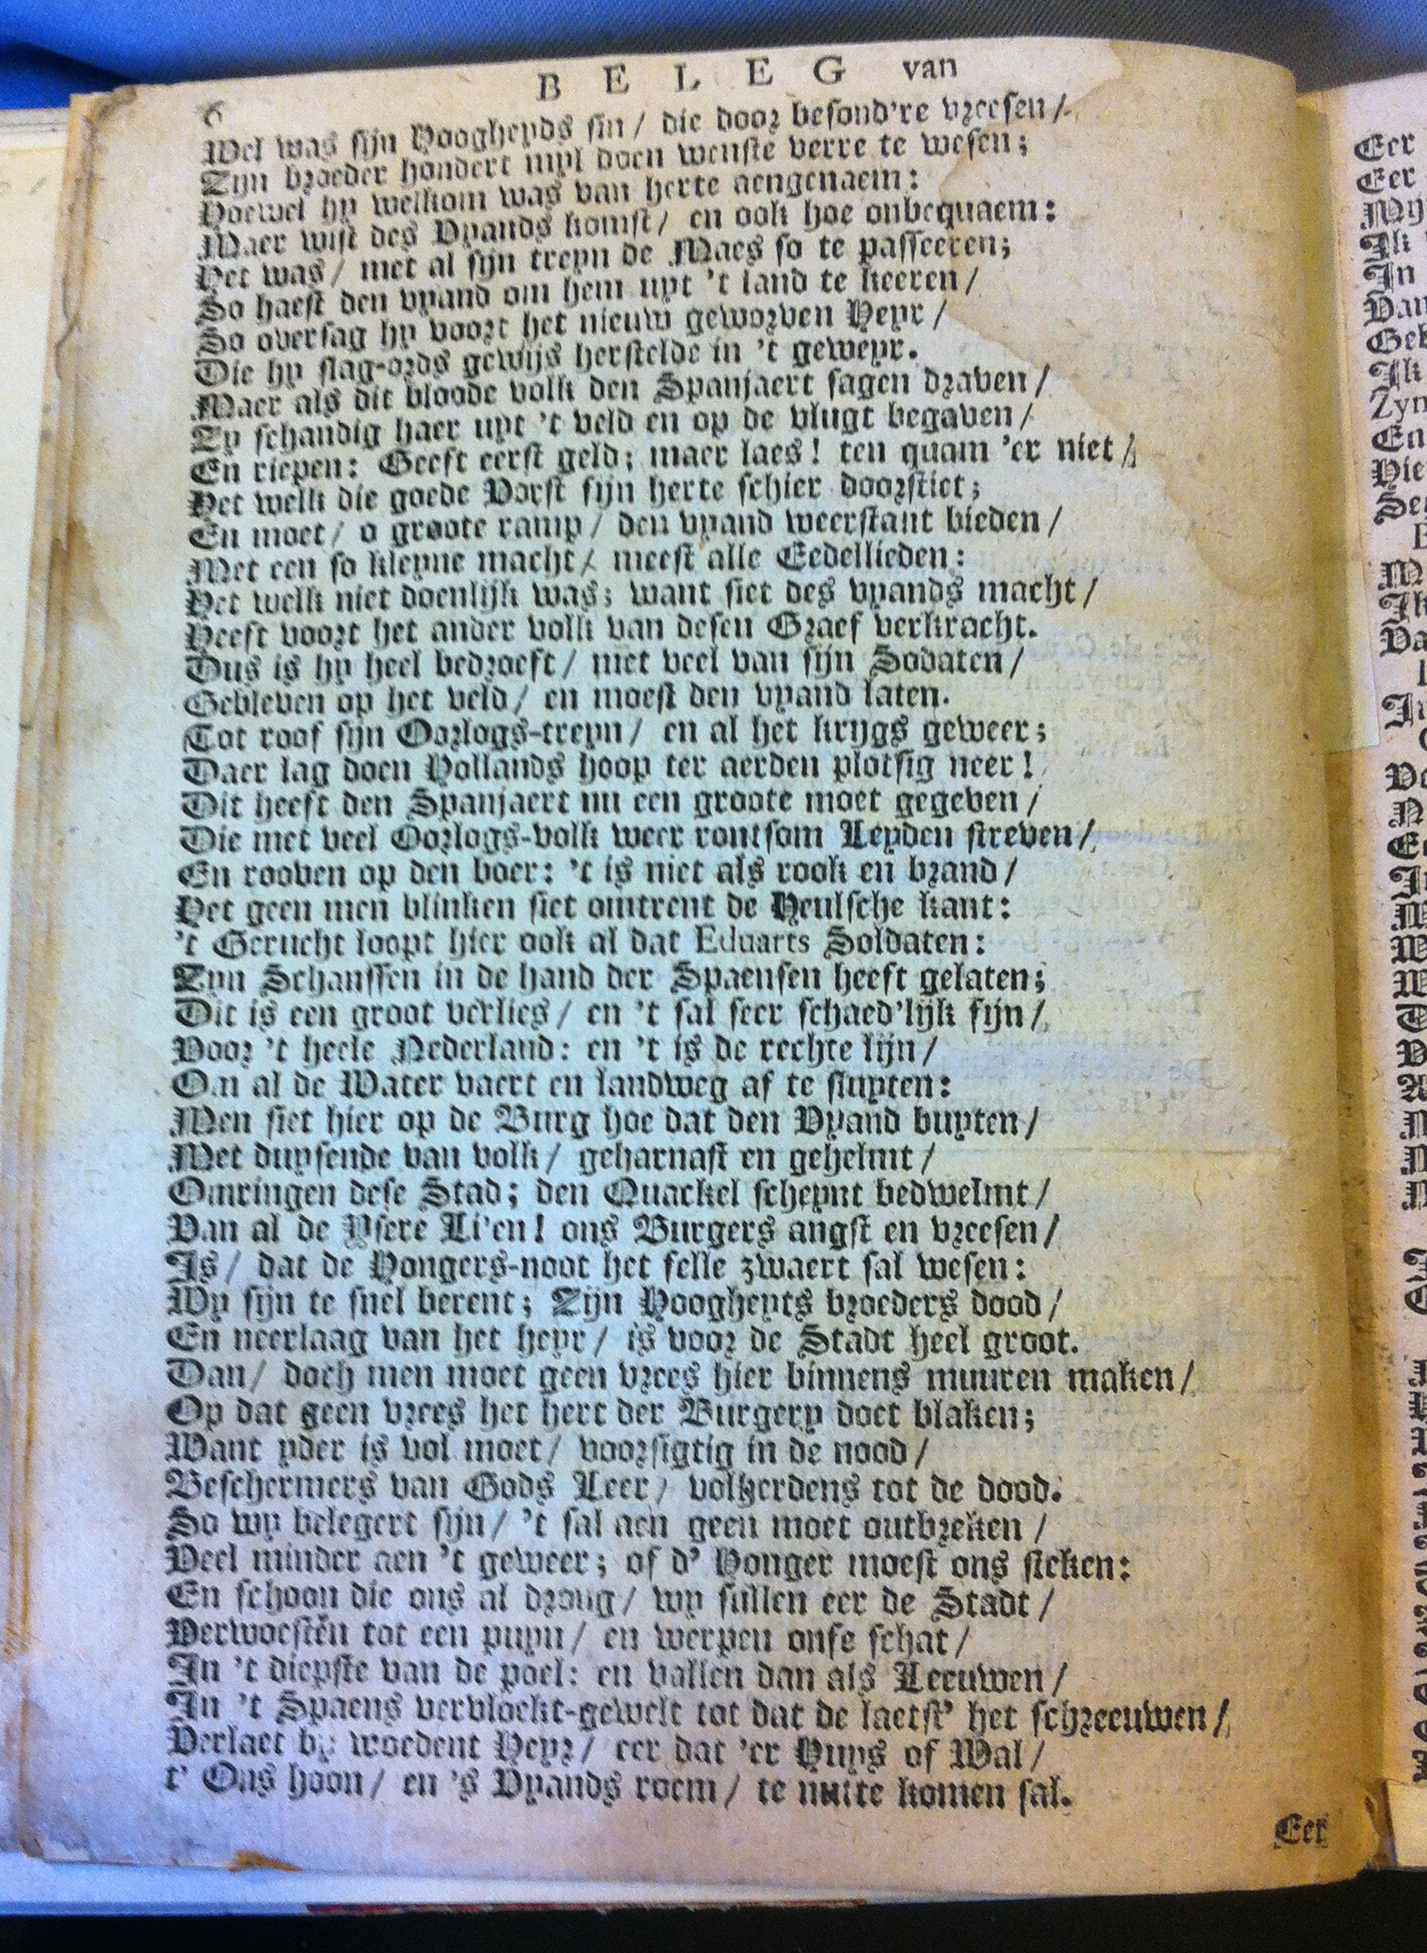 6 BELEG van
Wel was sijn Hoogheyds sin / die door besond're vreesen /
Zijn broeder hondert myl doen wenste verre te wesen;
Hoewel hy welkom was van herte aengenaem:
Maer wist des Vyands komst / en ook hoe onbequaem:
Het was / met al sijn treyn de Maes so te passeeren;
So haest den vyand om hem uyt 't land te keeren /
So oversag hy voort het nieuw geworven Heyr /
Die hy slag-ords gewijs herstelde in 't geweyr.
Maer als dit bloode volk den Spanjaert sagen draven /
Zy schandig haer uyt 't veld en op de vlugt begaven /
En riepen: Geeft eerst geld; maer laes! ten quam 'er niet /
Het welk die goede Vorst sijn herte schier doorstiet;
En moet / o groote ramp / den vyand weerstant bieden /
Met een so kleyne macht / meest alle Eedellieden:
Het welk niet doenlijk was; want siet des vyands macht /
Heeft voort het ander volk van desen Graef verkracht.
Dus is hy heel bedroeft / met veel van sijn Sodaten /
Gebleven op het veld / en moest den vyand laten.
Tot roof sijn Oorlogs-treyn / en al het krygs geweer;
Daer lag doen Hollands hoop ter aerden plotsig neer!
Dit heeft den Spanjaert nu een groote moet gegeven /
Die met veel Oorlogs-volk weer rontsom Leyden streven /
En rooven op den boer: 't is niet als rook en brand /
Het geen men blinken siet omtrent de Heulsche kant:
't Gerucht loopt hier ook al dat Eduarts Soldaten:
Zyn Schanssen in de hand der Spaensen heeft gelaten;
Dit is een groot verlies / en 't sal seer schaed'lijk sijn /
Voor 't heele Nederland: en 't is de rechte lijn /
Om al de Water vaert en landweg af te sluyten:
Men siet hier op de Burg hoe dat den Vyand buyten /
Met duysende van volk / geharnast en gehelmt /
Omringen dese Stad; den Quackel scheynt bedwelmt /
Van al de Ysere Li'en! ons Burgers angst en vreesen /
Is / dat de Hongers-noot het felle zwaert sal wesen:
Wy sijn te snel berent; Zijn Hoogheyts broeders dood /
En neerlaag van het heyr / is voor de Stadt heel groot.
Dan / doch men moet geen vrees hier binnens muuren maken /
Op dat geen vrees het hert der Burgery doet blaken;
Want yder is vol moet / voorsigtig in de nood /
Beschermers van Gods Leer / volherdens tot de dood.
So wy belegert sijn / 't sal aen geen moet outbreken /
Veel minder aen 't geweer; of d' Honger moest ons steken:
En schoon die ons al droug / wy sullen eer de Stadt /
Verwoesten tot een puyn / en werpen onse schat /
In 't diepste van de poel: en vallen dan als Leeuwen /
In 't Spaens vervloekt-gewelt tot dat de laetst' het schreeuwen /
Verlaet by woedent Heyr / eer dat 'er Huys of Wal /
t' Ons hoon / en 's Vyands roem / te nutte komen sal.
Eer